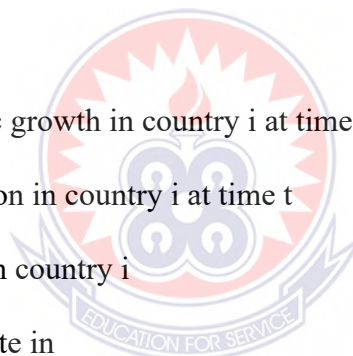 growth in country i at time
on in country i at time t
country i
EDUCATION FOR SERVICE
te in